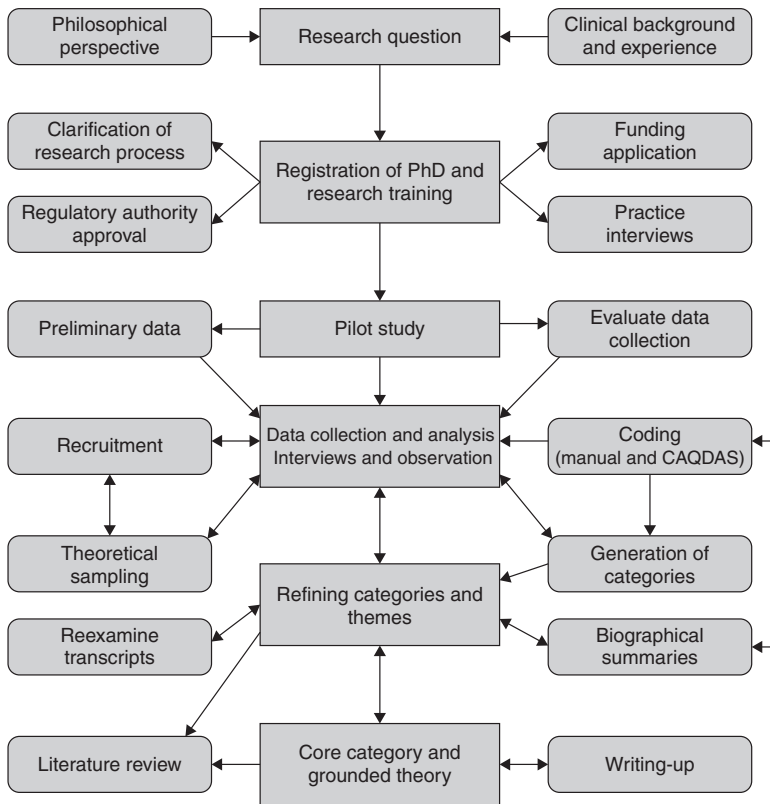 Philosophical
perspective
Research question
Clinical background
and experience
Clarification of
research process
Registration of PhD and
research training
Funding
application
Regulatory authority
approval
Practice
interviews
Preliminary data
Pilot study
Evaluate data
collection
Recruitment
Data collection and analysis
Interviews and observation
Coding
(manual and CAQDAS)
Theoretical
sampling
Generation of
categories
Refining categories and
themes
Reexamine
transcripts
Biographical
summaries
Literature review
Core category and
grounded theory
Writing-up